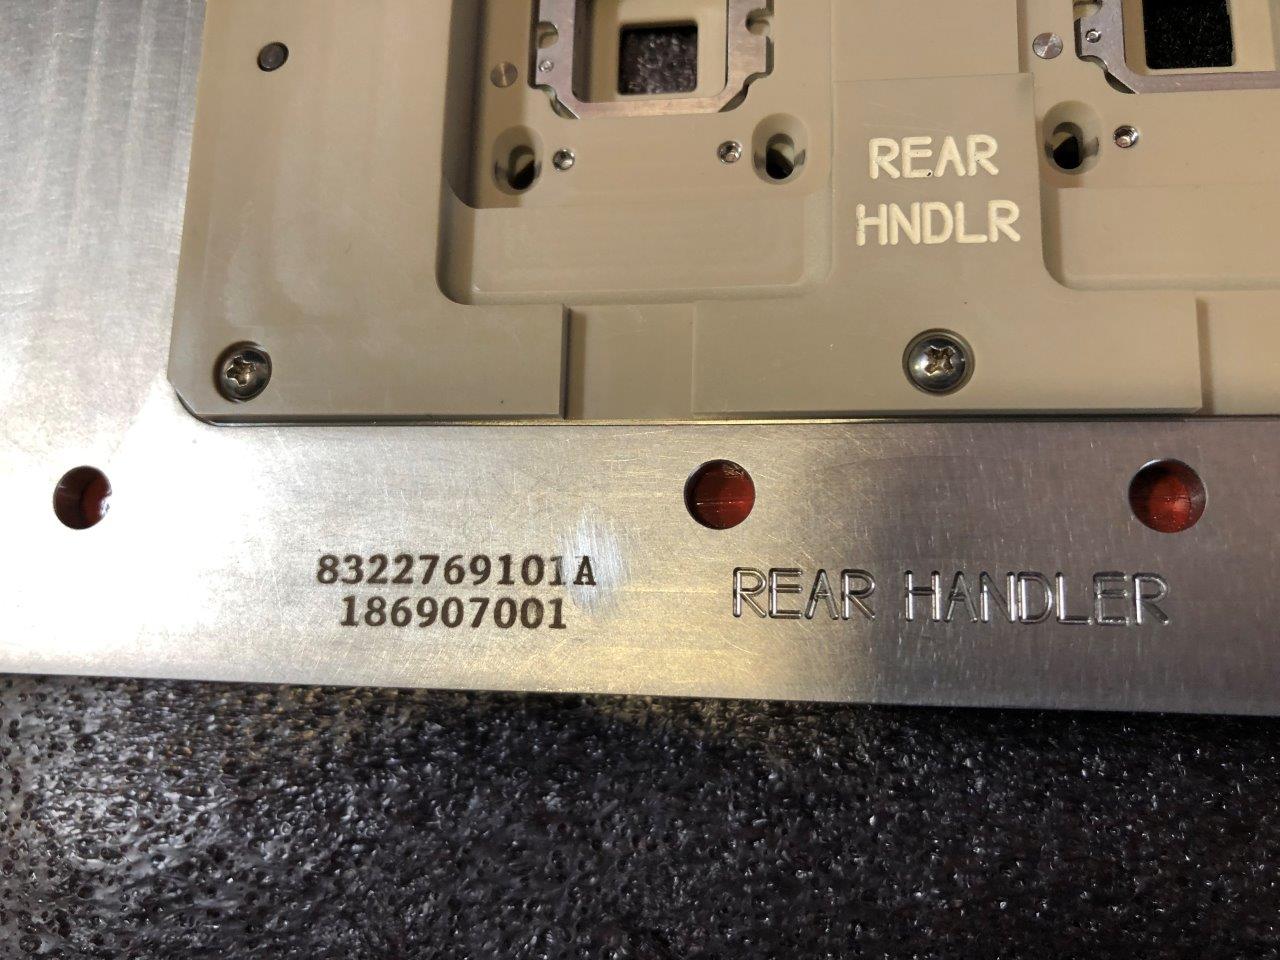 REAR
HNDLR
8322769101A
186907001
REAR HANDLER